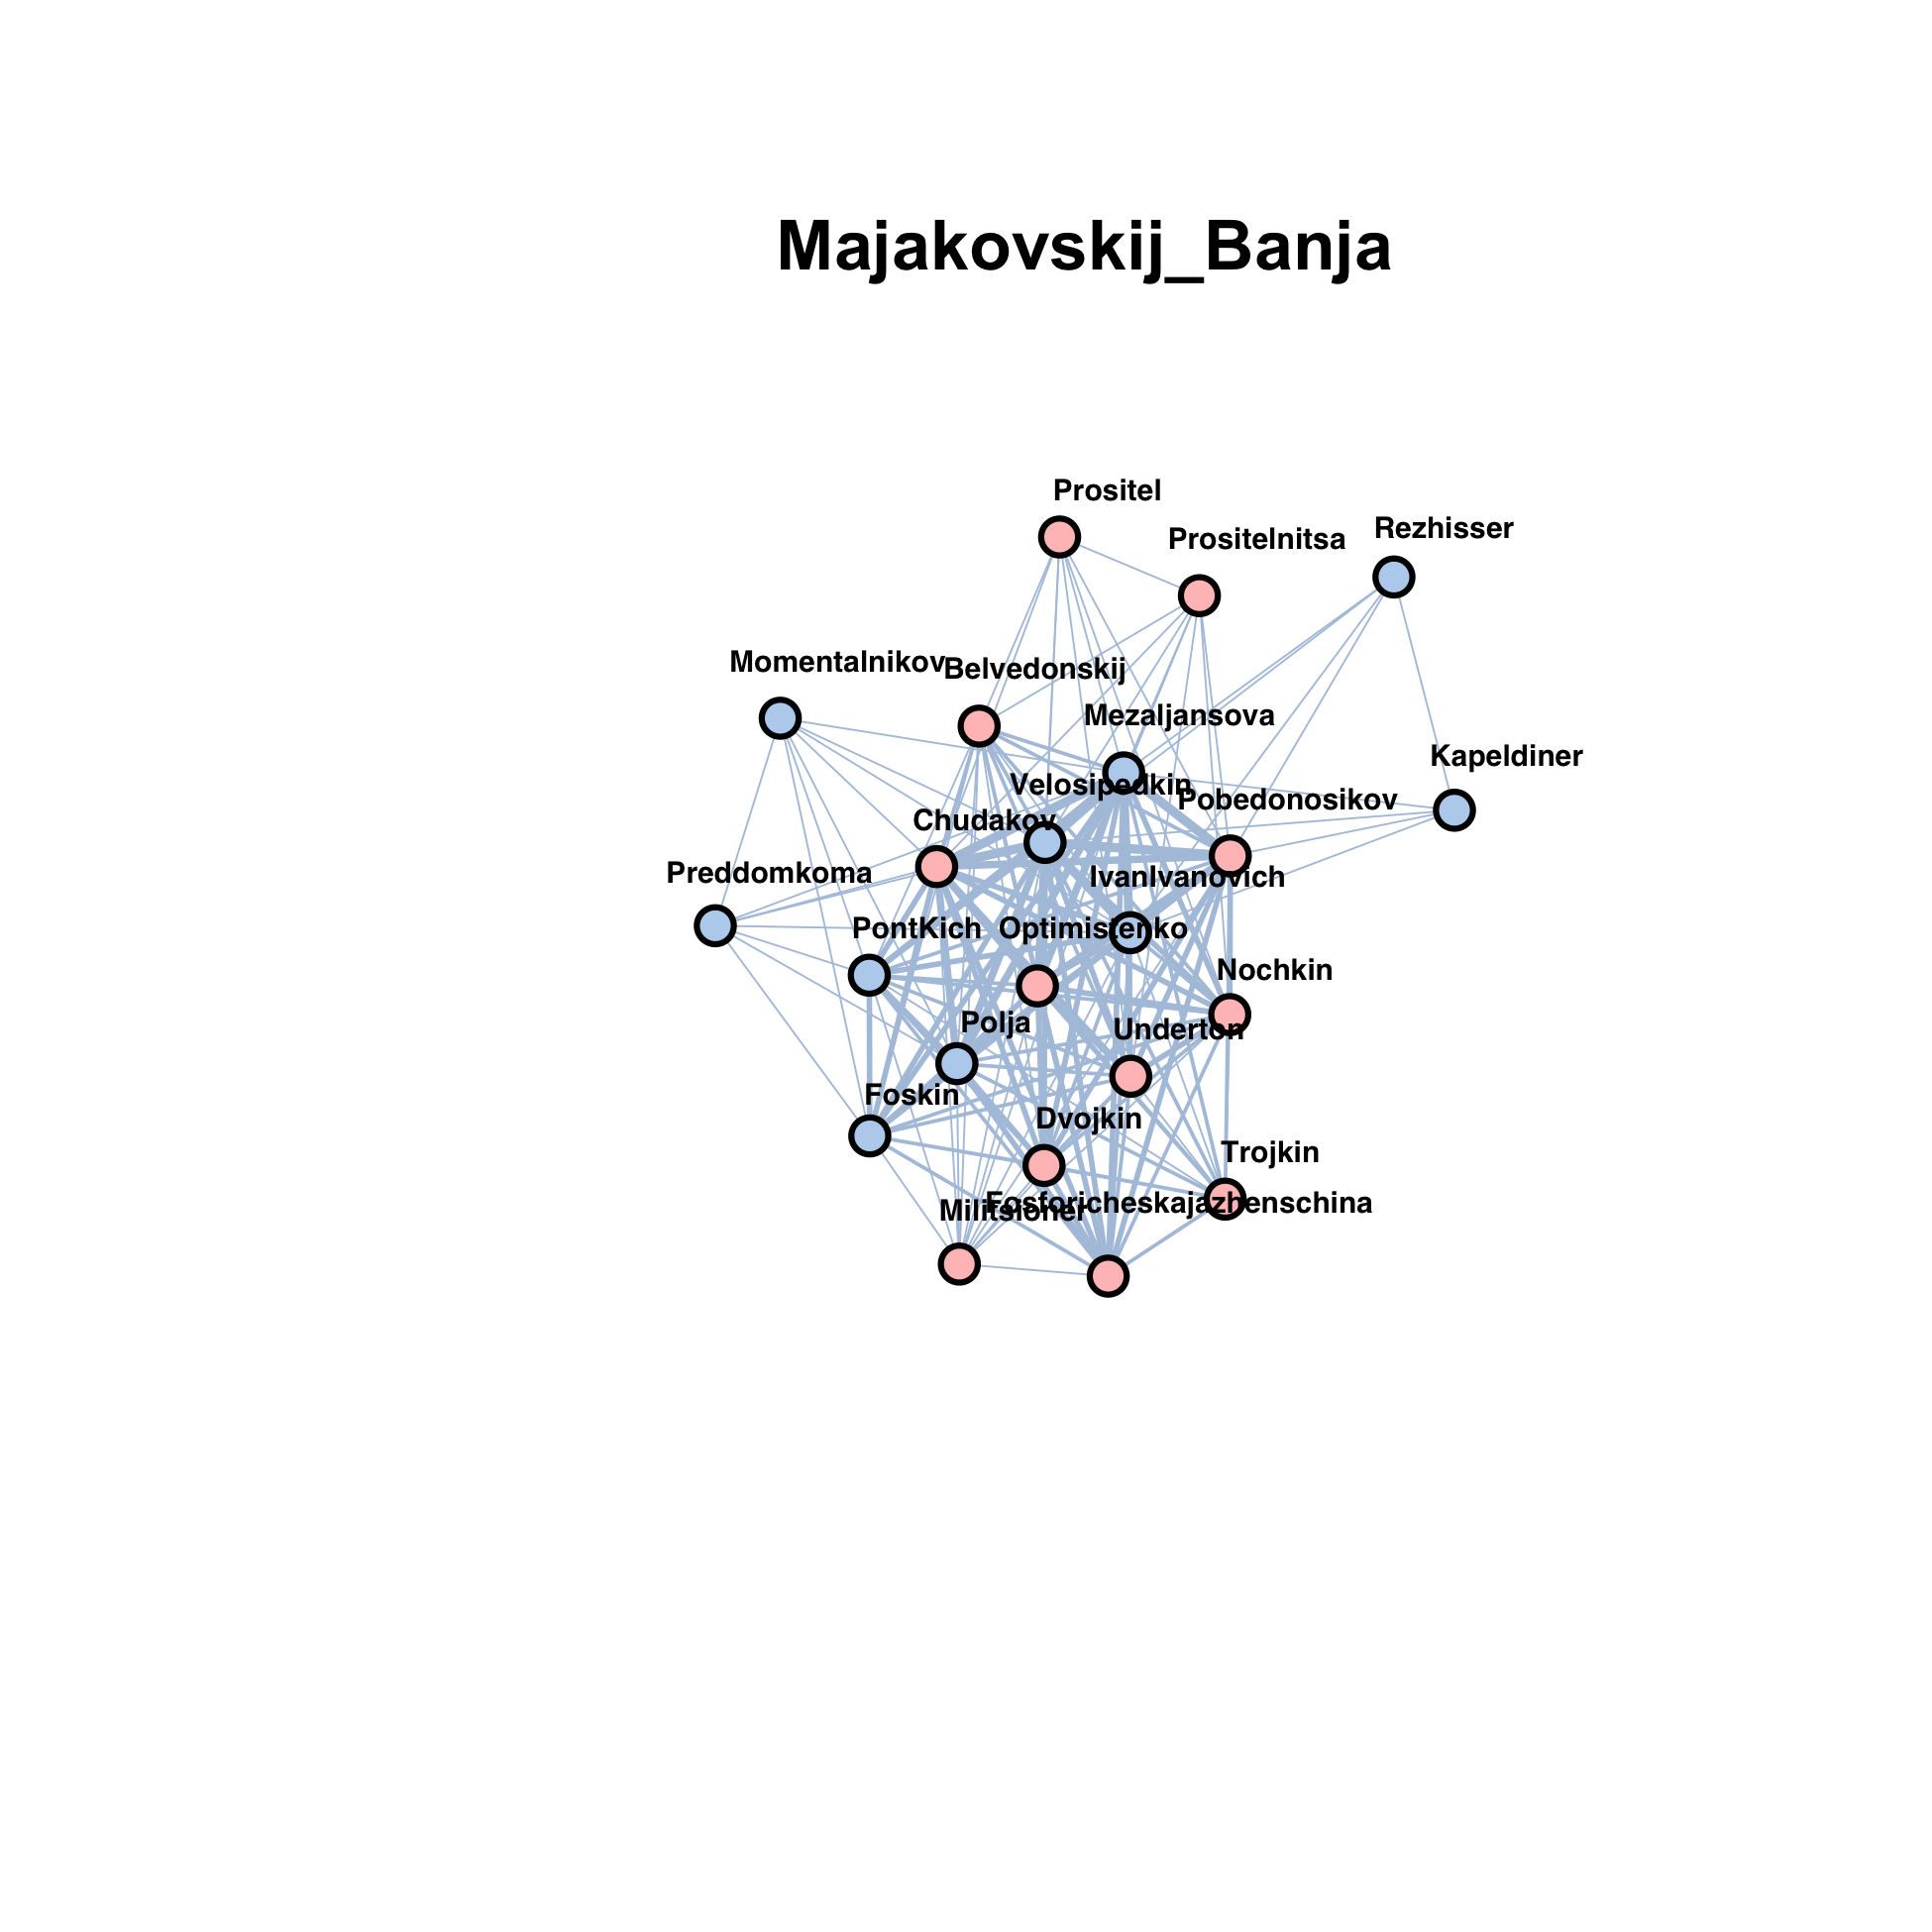 Majakovskij_Banja
Prositel
Rezhisser
Prositelnitsa
Momentalnikov
Belvedonskij
Mezaljansova
Kapeldiner
Velosipedkin
Pobedonosikov
Chudakov
Preddomkoma
IvanIvanovich
PontKich
Optimistenko
Nochkin
Polja
Underton
Foskin
Dvojkin
Trojkin
Fosforicheskajazhenschina
Militsioner